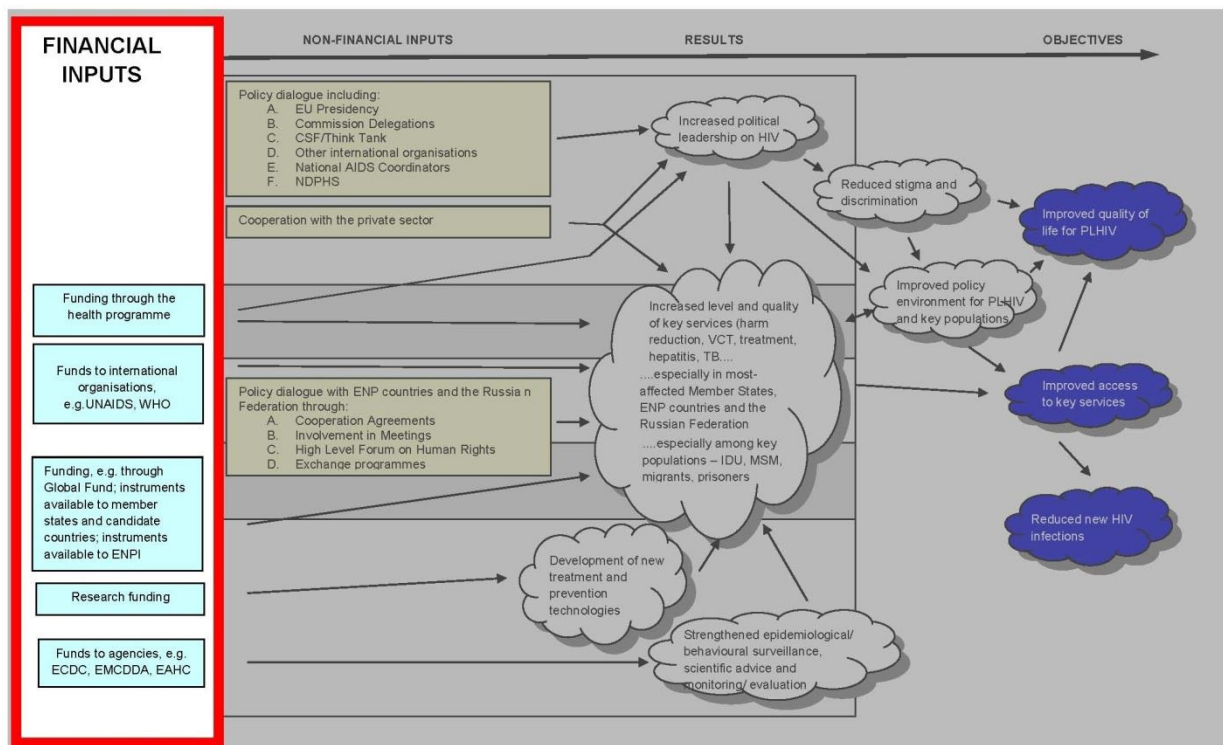 FINANCIAL
INPUTS
NON-FINANCIAL INPUTS
RESULTS
OBJECTIVES
Policy dialogue including:
A. EU Presidency
B. Commission Delegations
C. CSF/Think Tank
D. Other international organisations
E. National AIDS Coordinators
F. NDPHS
Cooperation with the private sector
Increased political
leadership on HIV
Reduced stigma and
discrimination
Improved quality of
life for PLHIV
Funding through the
health programme
Increased level and quality
of key services (harm
reduction, VCT, treatment,
hepatitis, TB....
....especially in most-
affected Member States,
ENP countries and the
Russian Federation
....especially among key
populations – IDU, MSM,
migrants, prisoners
Improved policy
environment for PLHIV
and key populations
Funds to international
organisations,
e.g.UNAIDS, WHO
Policy dialogue with ENP countries and the Russia n
Federation through:
A. Cooperation Agreements
B. Involvement in Meetings
C. High Level Forum on Human Rights
D. Exchange programmes
Improved access
to key services
Funding, e.g. through
Global Fund; instruments
available to member
states and candidate
countries; instruments
available to ENPI
Reduced new HIV
infections
Research funding
Development of new
treatment and
prevention
technologies
Funds to agencies, e.g.
ECDC, EMCDDA, EAHC
Strengthened epidemiological/
behavioural surveillance,
scientific advice and
monitoring/ evaluation